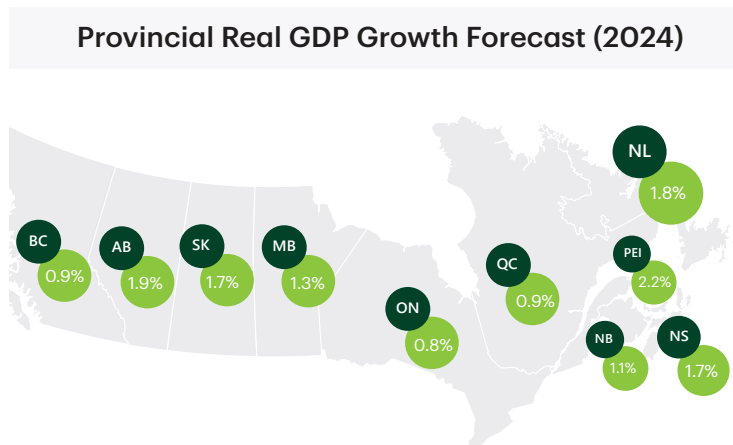 Provincial Real GDP Growth Forecast (2024)
BC
0.9%
AB
1.9%
SK
1.7%
MB
1.3%
ON
0.8%
QC
0.9%
NL
1.8%
PEI
2.2%
NB
1.1%
NS
1.7%